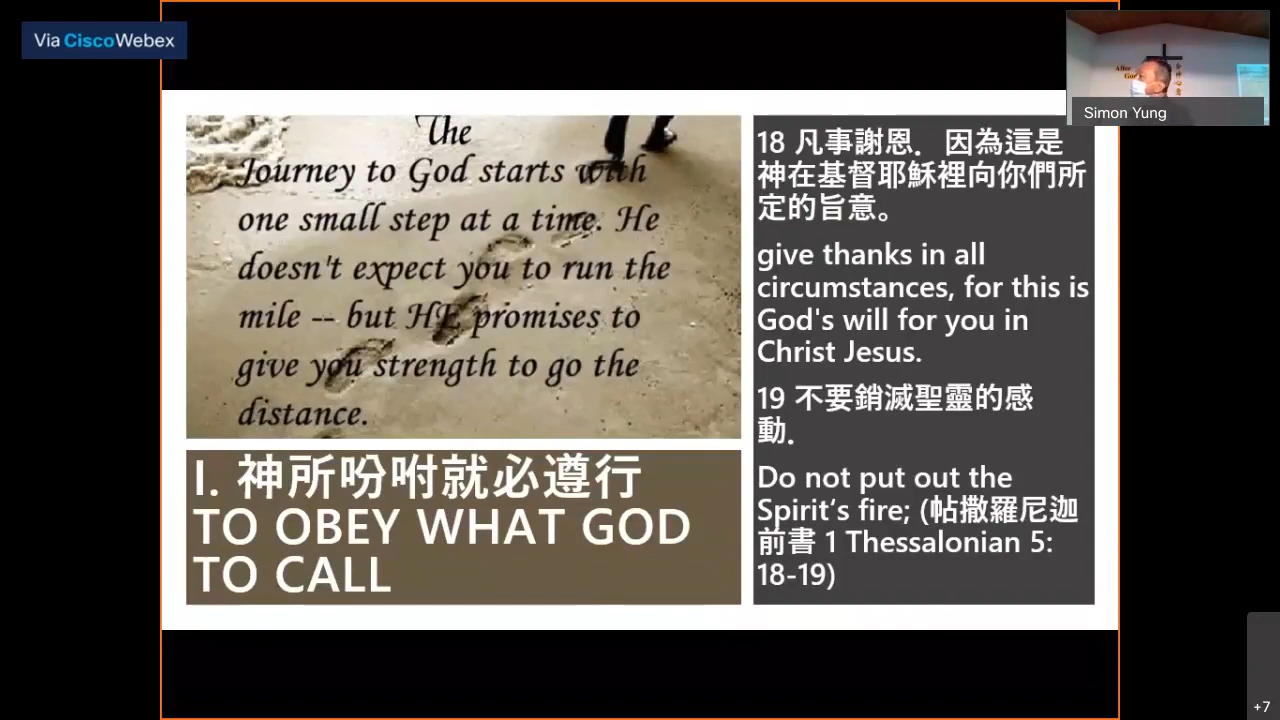 Via Cisco Webex
The
Journey to God starts with
one small step at a time. He
doesn't expect you to run the
mile -- but HE promises to
give you strength to go the
distance.
I. 神所吩咐就必遵行
TO OBEY WHAT GOD
TO CALL
18 凡事謝恩．因為這是
神在基督耶穌裡向你們所
定的旨意。
give thanks in all
circumstances, for this is
God's will for you in
Christ Jesus.
19 不要銷滅聖靈的感
動．
Do not put out the
Spirit‘s fire; (帖撒羅尼迦
前書 1 Thessalonian 5:
18-19)
Simon Yung
+7